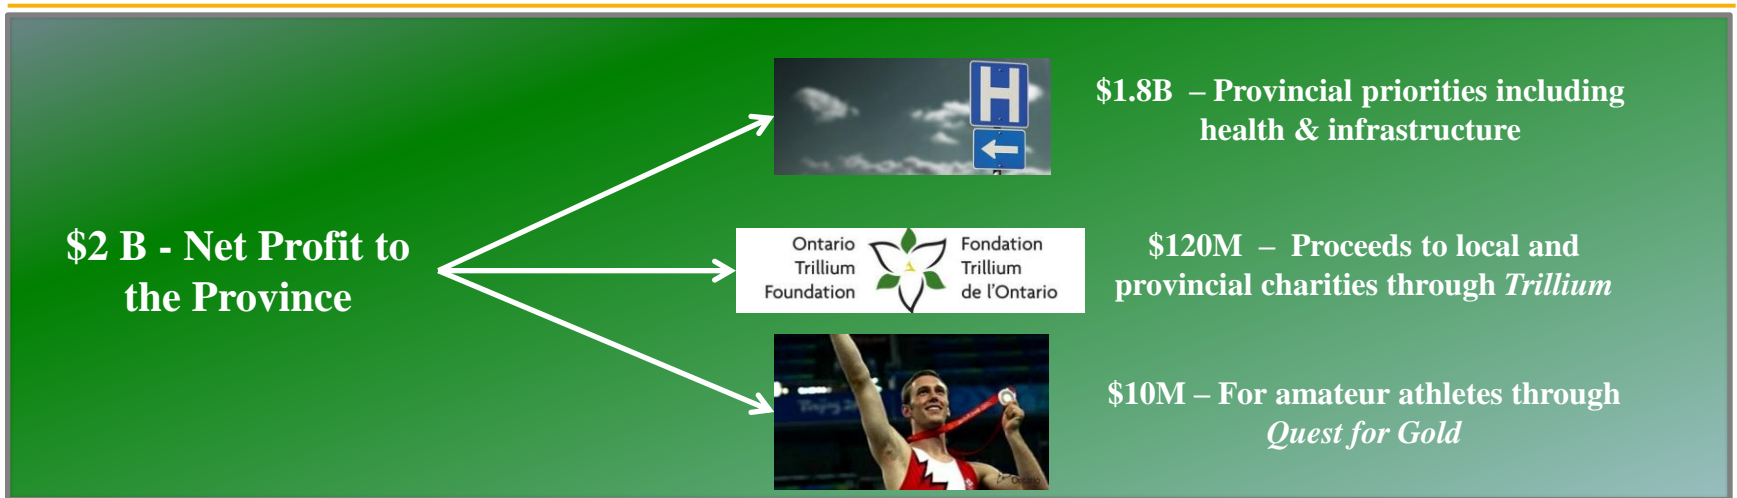 $2 B - Net Profit to
the Province
H
$1.8B – Provincial priorities including
health & infrastructure
Ontario
Trillium
Foundation
Fondation
Trillium
de l'Ontario
$120M – Proceeds to local and
provincial charities through Trillium
$10M – For amateur athletes through
Quest for Gold
Ontario